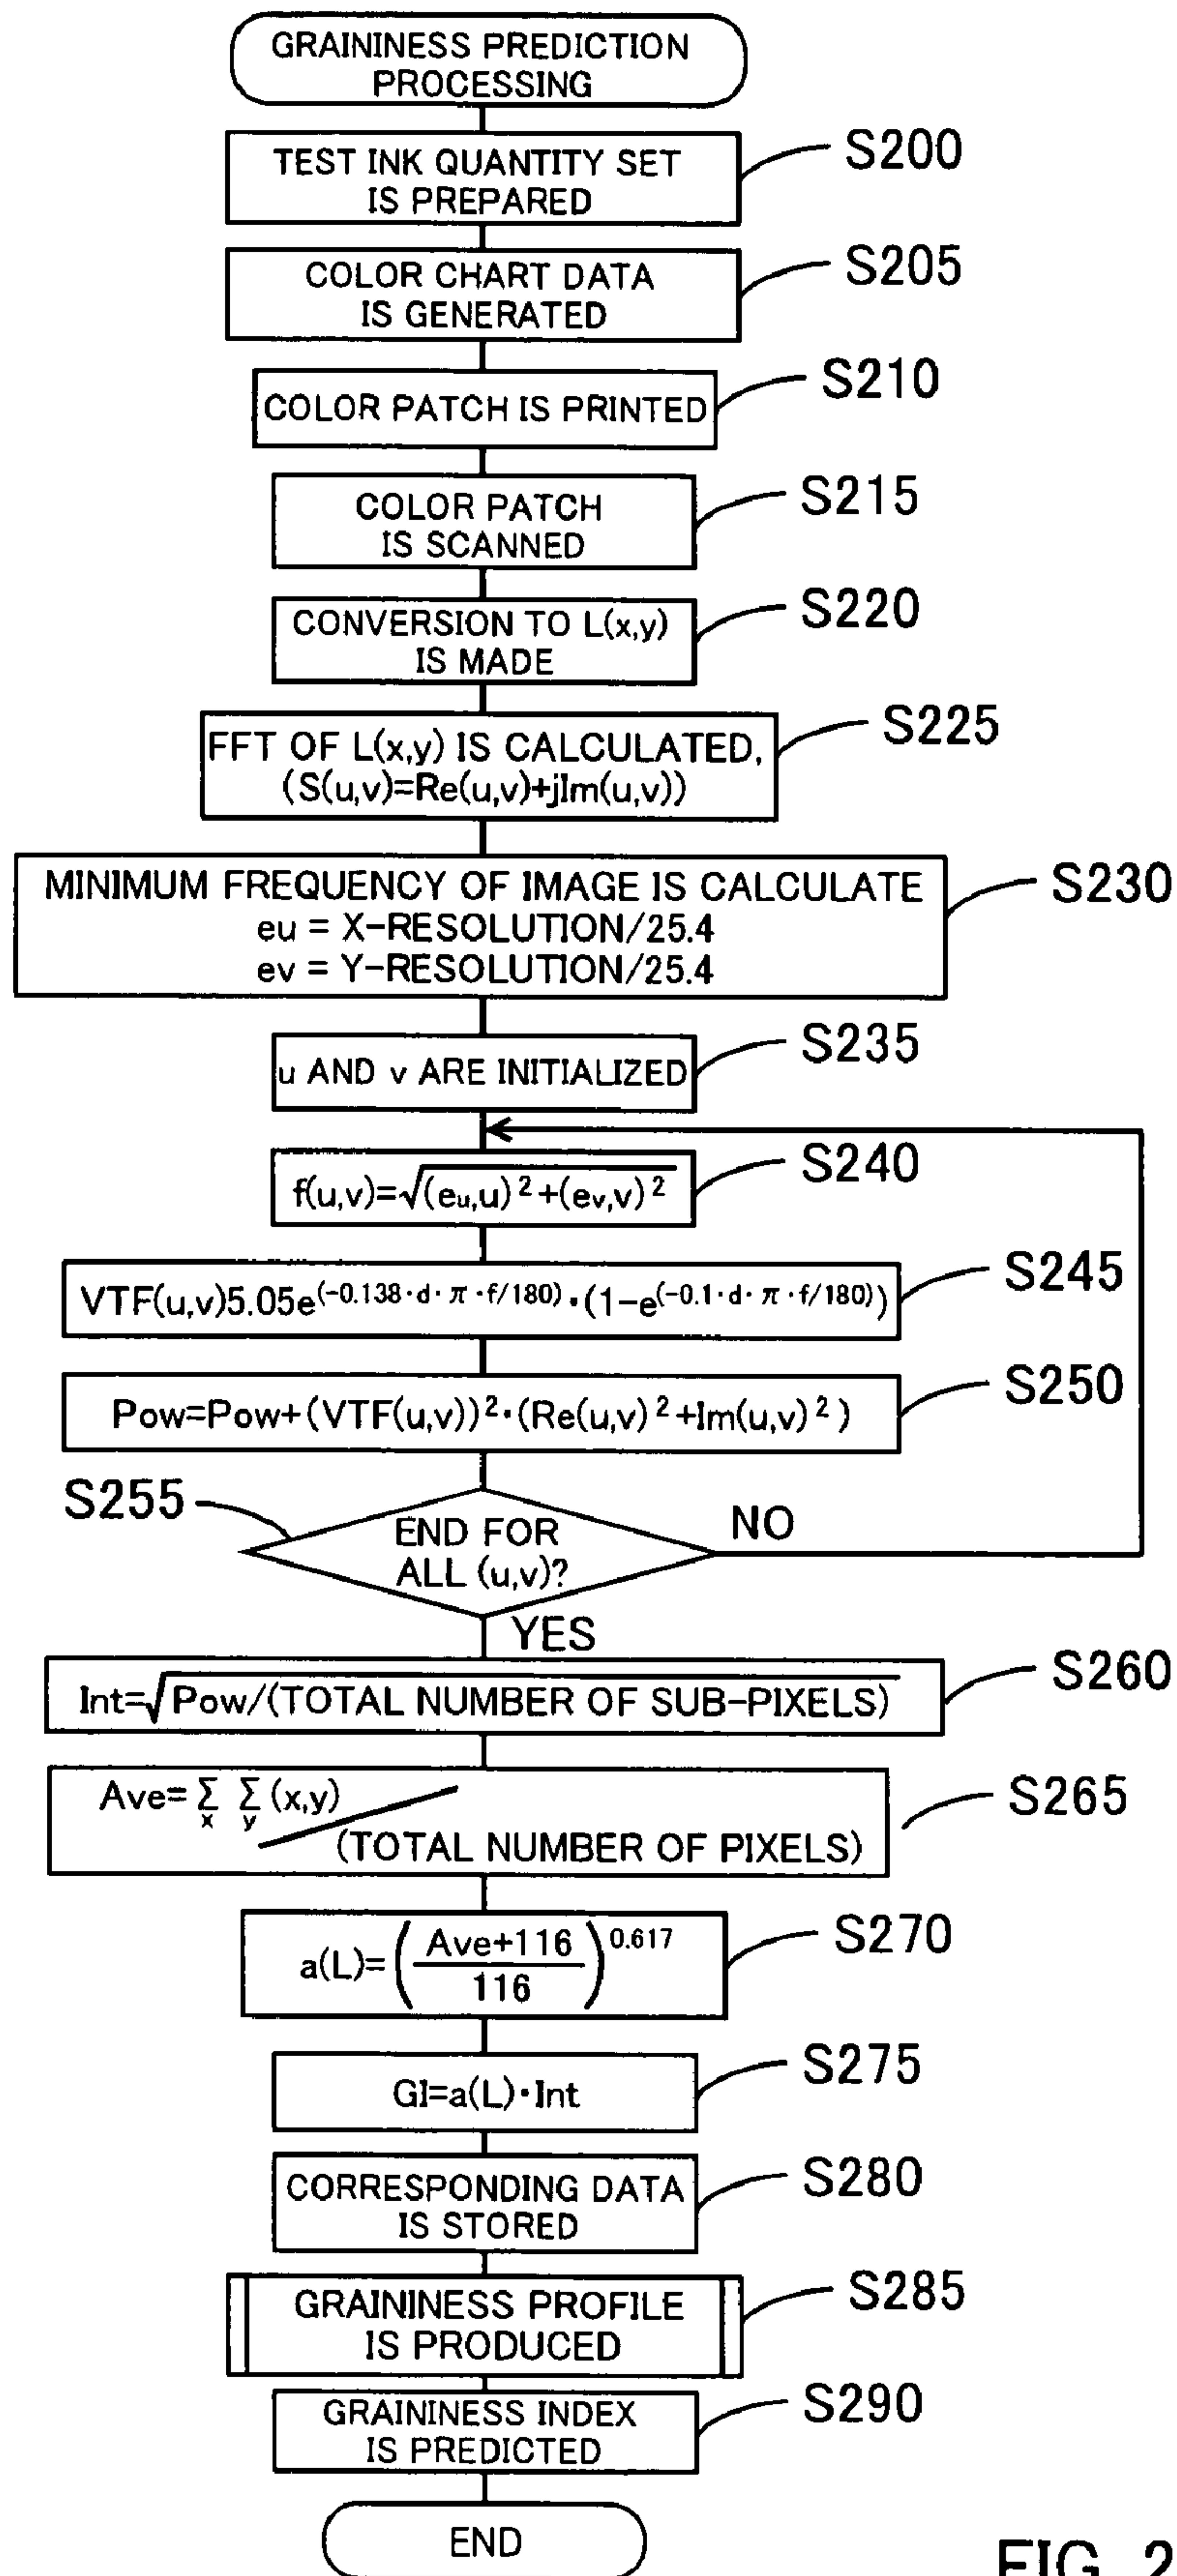 GRAININESS PREDICTION
PROCESSING
TEST INK QUANTITY SET
IS PREPARED
S200
COLOR CHART DATA
IS GENERATED
S205
COLOR PATCH IS PRINTED
S210
COLOR PATCH
IS SCANNED
S215
CONVERSION TO L(x,y)
IS MADE
S220
FFT OF L(x,y) IS CALCULATED,
(S(u,v)=Re(u,v)+jIm(u,v))
S225
MINIMUM FREQUENCY OF IMAGE IS CALCULATE
eu = X-RESOLUTION/25.4
ev = Y-RESOLUTION/25.4
S230
u AND v ARE INITIALIZED
S235
f(u,v)=√(eu,u)²+(ev,v)²
S240
VTF(u,v)5.05e^(-0.138·d·π·f/180)·(1-e^(-0.1·d·π·f/180))
S245
Pow=Pow+(VTF(u,v))²·(Re(u,v)²+Im(u,v)²)
S250
S255
END FOR
ALL (u,v)?
NO
YES
Int=√Pow/(TOTAL NUMBER OF SUB-PIXELS)
S260
Ave=Σx Σy (x,y)
/(TOTAL NUMBER OF PIXELS)
S265
a(L)=(Ave+116/116)^0.617
S270
GI=a(L)·Int
S275
CORRESPONDING DATA
IS STORED
S280
GRAININESS PROFILE
IS PRODUCED
S285
GRAININESS INDEX
IS PREDICTED
S290
END
FIG. 2